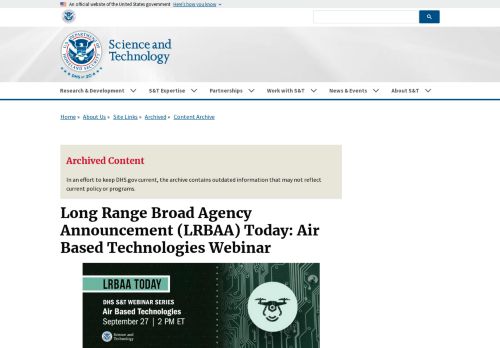 An official website of the United States government Here's how you know
Science and
Technology
Research & Development S&T Expertise Partnerships Work with S&T News & Events About S&T
Home » About Us » Site Links » Archived » Content Archive
Archived Content
In an effort to keep DHS.gov current, the archive contains outdated information that may not reflect
current policy or programs.
Long Range Broad Agency
Announcement (LRBAA) Today: Air
Based Technologies Webinar
LRBAA TODAY
DHS S&T WEBINAR SERIES
Air Based Technologies
September 27 | 2 PM ET
Science and
Technology